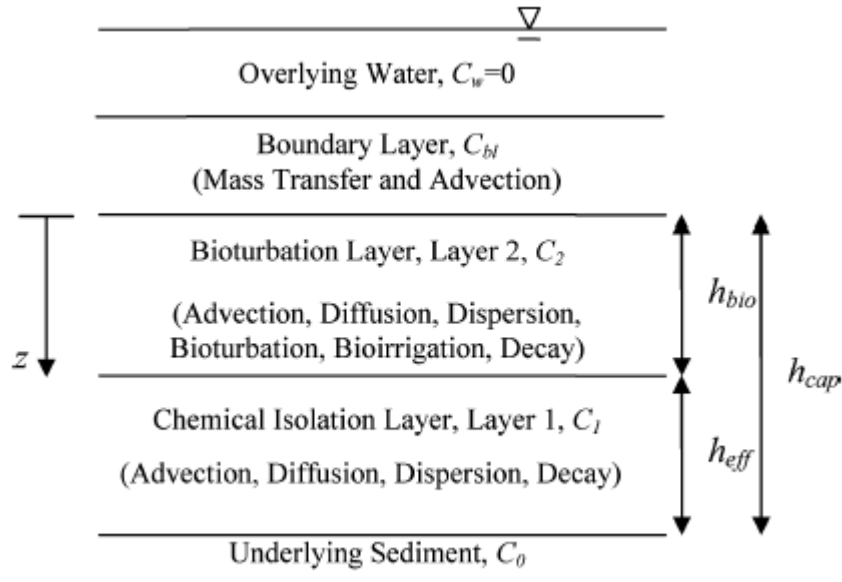 Overlying Water, C_w=0
Boundary Layer, C_bl
(Mass Transfer and Advection)
Bioturbation Layer, Layer 2, C_2
(Advection, Diffusion, Dispersion,
Bioturbation, Bioirrigation, Decay)
h_bio
z
h_cap,
Chemical Isolation Layer, Layer 1, C_1
(Advection, Diffusion, Dispersion, Decay)
h_eff
Underlying Sediment, C_0